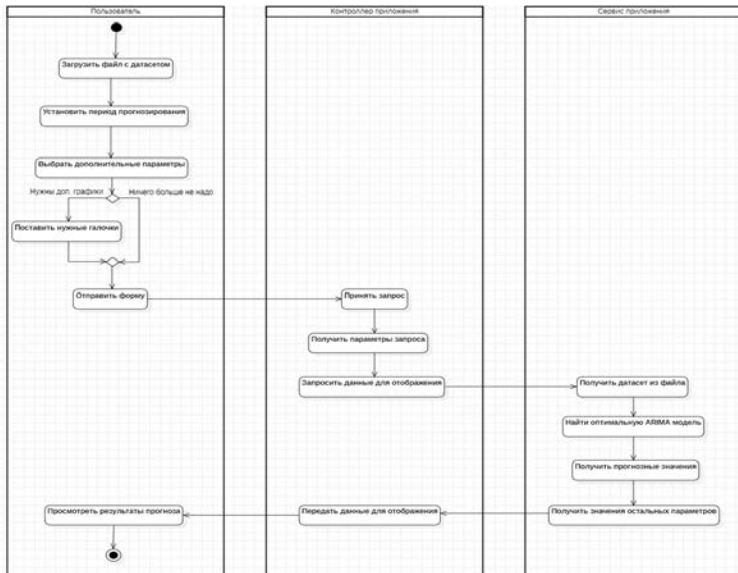 Пользователь
Контроллер приложения
Сервис приложения
Загрузить файл с датасетом
Установить период прогнозирования
Выбрать дополнительные параметры
Нужны доп. графики
Ничего больше не надо
Поставить нужные галочки
Отправить форму
Принять запрос
Получить параметры запроса
Запросить данные для отображения
Получить датасет из файла
Найти оптимальную ARIMA модель
Получить прогнозные значения
Получить значения остальных параметров
Передать данные для отображения
Просмотреть результаты прогноза